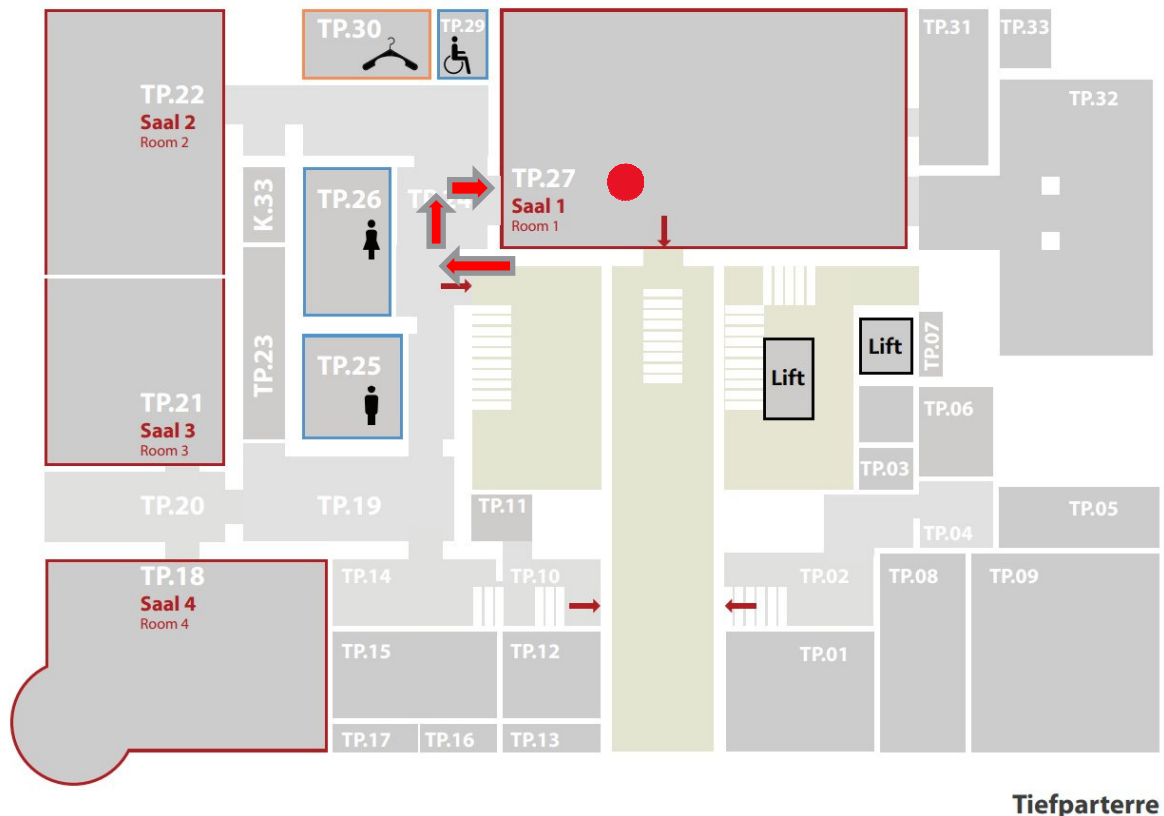 TP.30
TP.29
TP.31
TP.33
TP.22
Saal 2
Room 2
TP.32
K.33
TP.26
TP.27
Saal 1
Room 1
TP.23
TP.25
Lift
Lift
TP.07
TP.21
Saal 3
Room 3
TP.06
TP.03
TP.20
TP.19
TP.11
TP.05
TP.04
TP.18
Saal 4
Room 4
TP.14
TP.10
TP.02
TP.08
TP.09
TP.15
TP.12
TP.01
TP.17
TP.16
TP.13
Tiefparterre